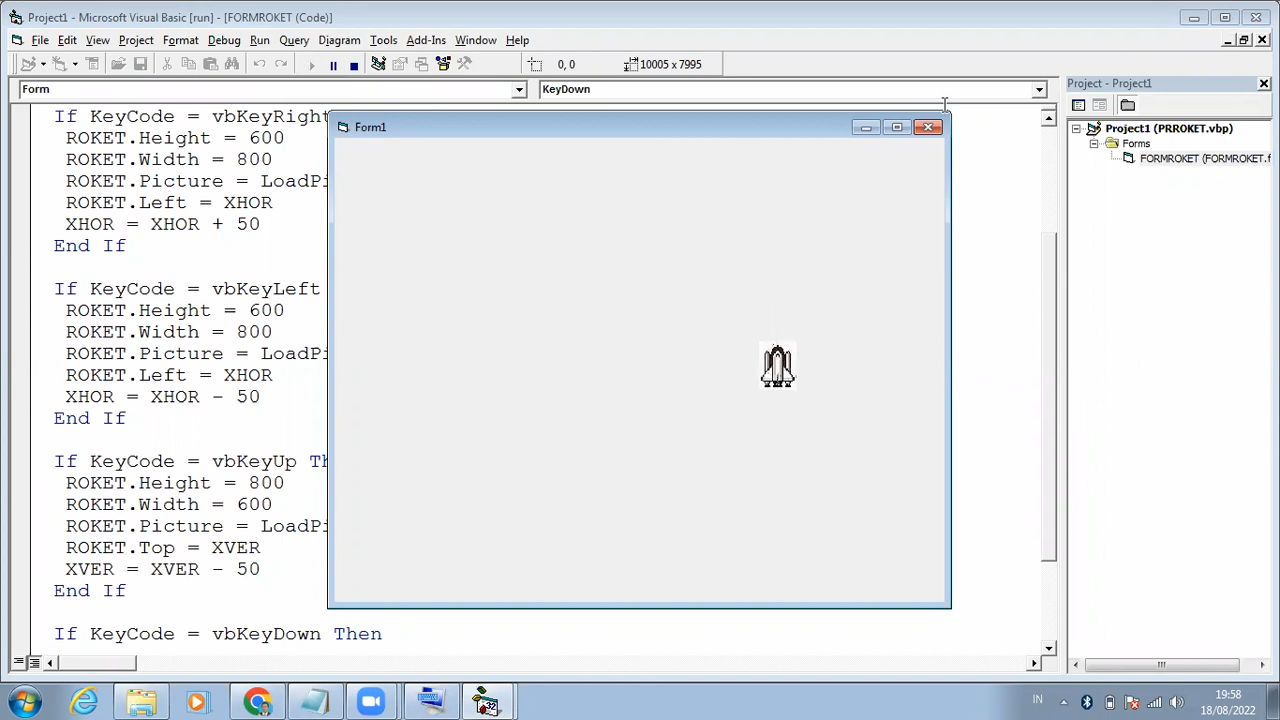 Project1 - Microsoft Visual Basic [run] - [FORMROKET (Code)]
File Edit View Project Format Debug Run Query Diagram Tools Add-Ins Window Help
0, 0 10005 x 7995
Form KeyDown
Project - Project1
If KeyCode = vbKeyRight
ROKET.Height = 600
ROKET.Width = 800
ROKET.Picture = LoadPi
ROKET.Left = XHOR
XHOR = XHOR + 50
End If
If KeyCode = vbKeyLeft
ROKET.Height = 600
ROKET.Width = 800
ROKET.Picture = LoadPi
ROKET.Left = XHOR
XHOR = XHOR - 50
End If
If KeyCode = vbKeyUp Th
ROKET.Height = 800
ROKET.Width = 600
ROKET.Picture = LoadPi
ROKET.Top = XVER
XVER = XVER - 50
End If
If KeyCode = vbKeyDown Then
Form1
Project1 (PRROKET.vbp)
Forms
FORMROKET (FORMROKET.f
32
IN
19:58
18/08/2022